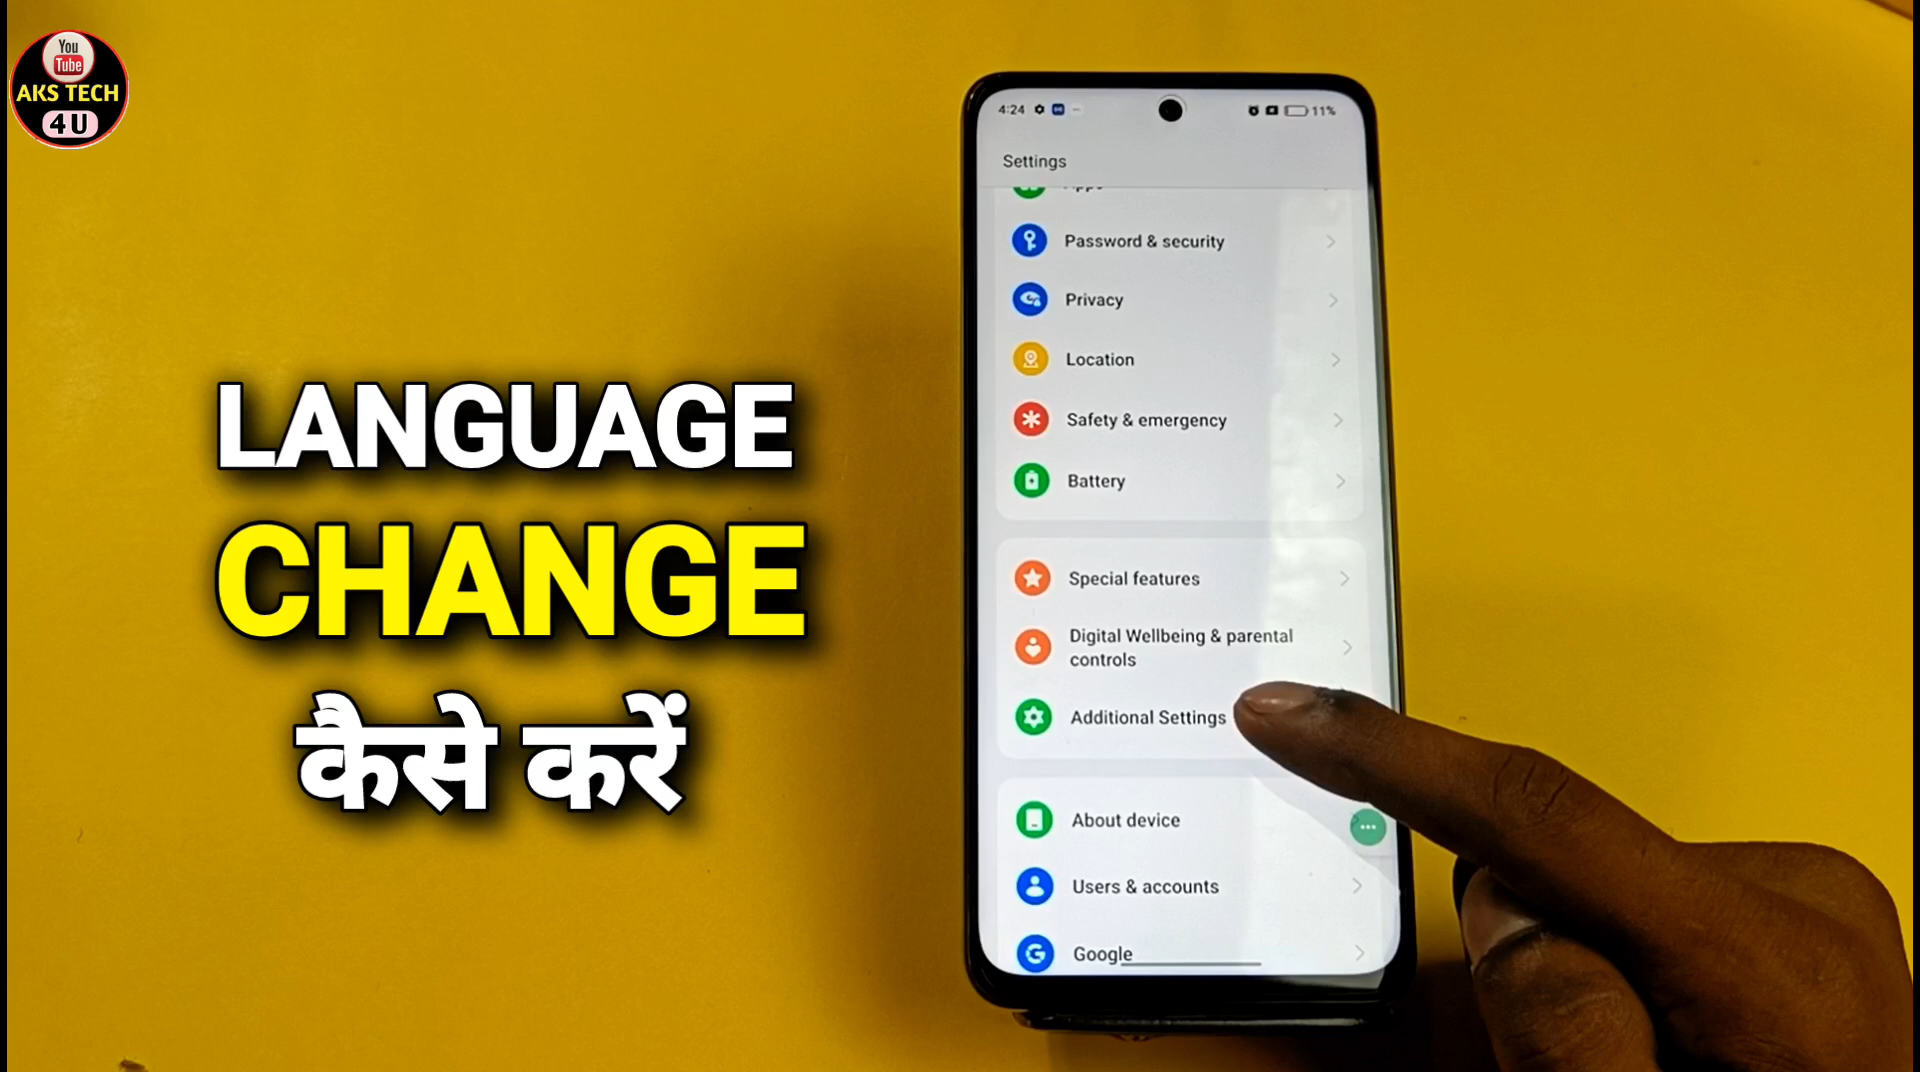 You
Tube
AKS TECH
4U
LANGUAGE
CHANGE
कैसे करें
4:24
11%
Settings
Apps
Password & security
Privacy
Location
Safety & emergency
Battery
Special features
Digital Wellbeing & parental
controls
Additional Settings
About device
Users & accounts
Google